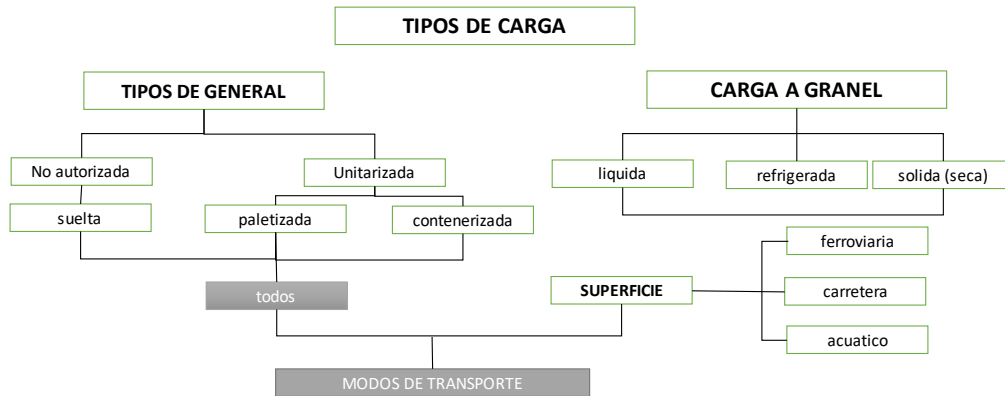 TIPOS DE CARGA
TIPOS DE GENERAL
CARGA A GRANEL
No autorizada
Unitarizada
liquida
refrigerada
solida (seca)
suelta
paletizada
contenerizada
ferroviaria
todos
SUPERFICIE
carretera
acuatico
MODOS DE TRANSPORTE